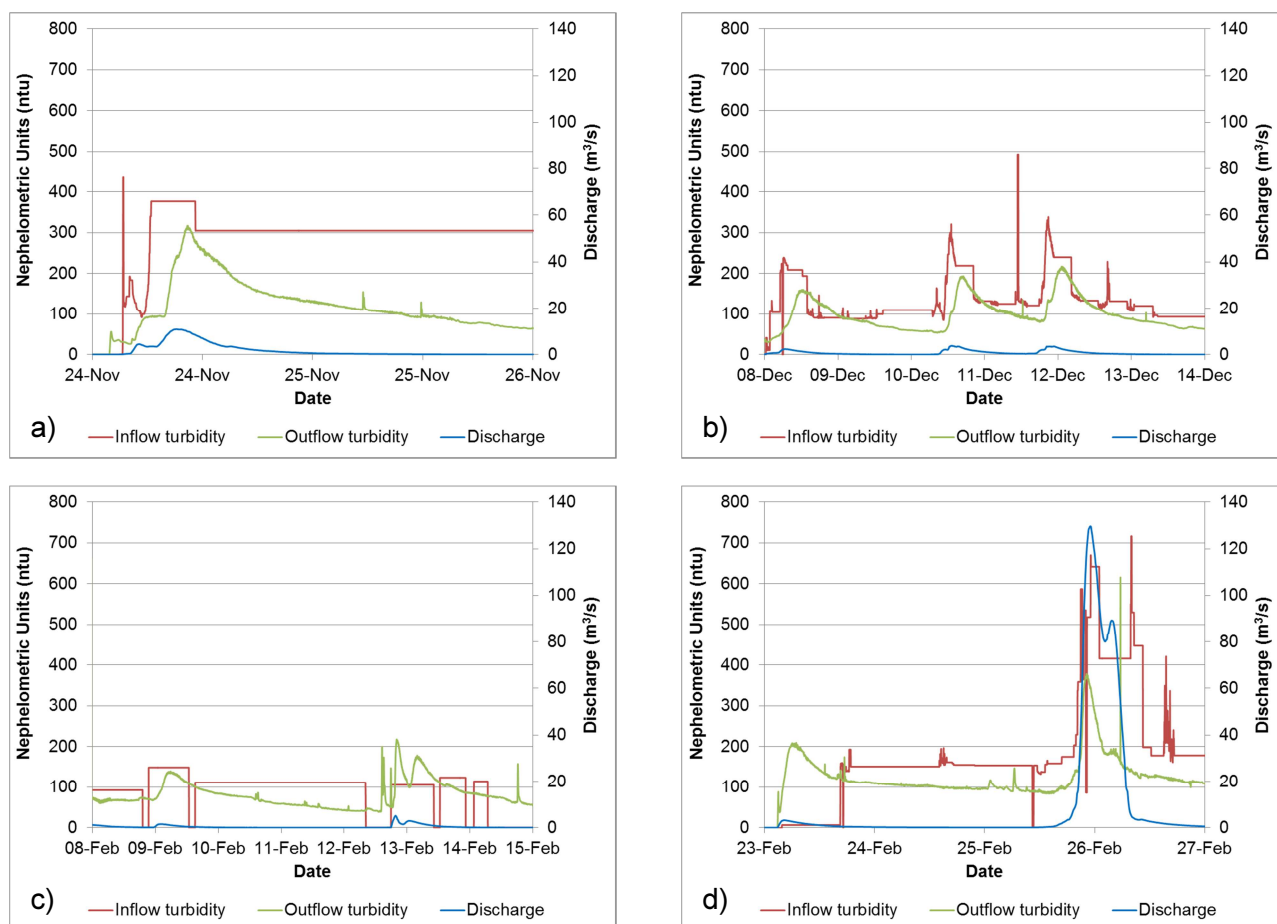 800
700
600
500
400
300
200
100
0
Nephelometric Units (ntu)
140
120
100
80
60
40
20
0
Discharge (m³/s)
24-Nov 24-Nov 25-Nov 25-Nov 26-Nov
Date
a)
Inflow turbidity Outflow turbidity Discharge
800
700
600
500
400
300
200
100
0
Nephelometric Units (ntu)
140
120
100
80
60
40
20
0
Discharge (m³/s)
08-Dec 09-Dec 10-Dec 11-Dec 12-Dec 13-Dec 14-Dec
Date
b)
Inflow turbidity Outflow turbidity Discharge
800
700
600
500
400
300
200
100
0
Nephelometric Units (ntu)
140
120
100
80
60
40
20
0
Discharge (m³/s)
08-Feb 09-Feb 10-Feb 11-Feb 12-Feb 13-Feb 14-Feb 15-Feb
Date
c)
Inflow turbidity Outflow turbidity Discharge
800
700
600
500
400
300
200
100
0
Nephelometric Units (ntu)
140
120
100
80
60
40
20
0
Discharge (m³/s)
23-Feb 24-Feb 25-Feb 26-Feb 27-Feb
Date
d)
Inflow turbidity Outflow turbidity Discharge